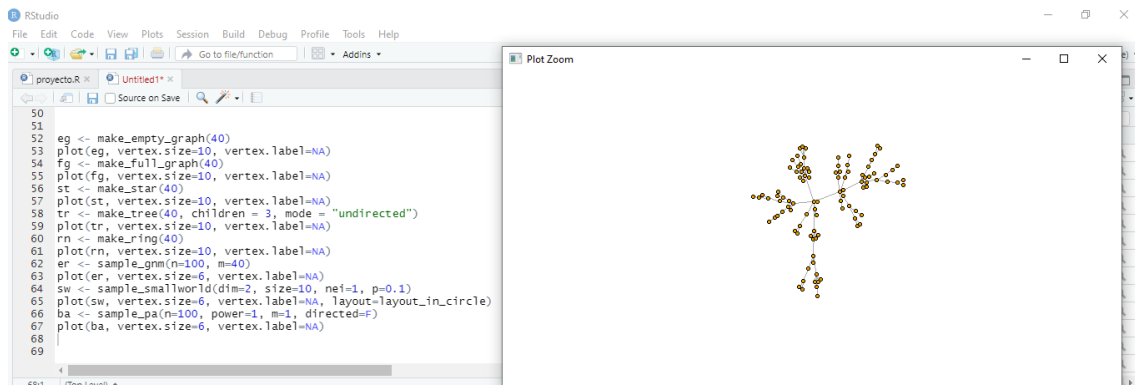 RStudio
File Edit Code View Plots Session Build Debug Profile Tools Help
Go to file/function Addins
proyecto.R × Untitled1* ×
Source on Save
50
51
52 eg <- make_empty_graph(40)
53 plot(eg, vertex.size=10, vertex.label=NA)
54 fg <- make_full_graph(40)
55 plot(fg, vertex.size=10, vertex.label=NA)
56 st <- make_star(40)
57 plot(st, vertex.size=10, vertex.label=NA)
58 tr <- make_tree(40, children = 3, mode = "undirected")
59 plot(tr, vertex.size=10, vertex.label=NA)
60 rn <- make_ring(40)
61 plot(rn, vertex.size=10, vertex.label=NA)
62 er <- sample_gnm(n=100, m=40)
63 plot(er, vertex.size=6, vertex.label=NA)
64 sw <- sample_smallworld(dim=2, size=10, nei=1, p=0.1)
65 plot(sw, vertex.size=6, vertex.label=NA, layout=layout_in_circle)
66 ba <- sample_pa(n=100, power=1, m=1, directed=F)
67 plot(ba, vertex.size=6, vertex.label=NA)
68
69
68:1 (Top Level)
Plot Zoom